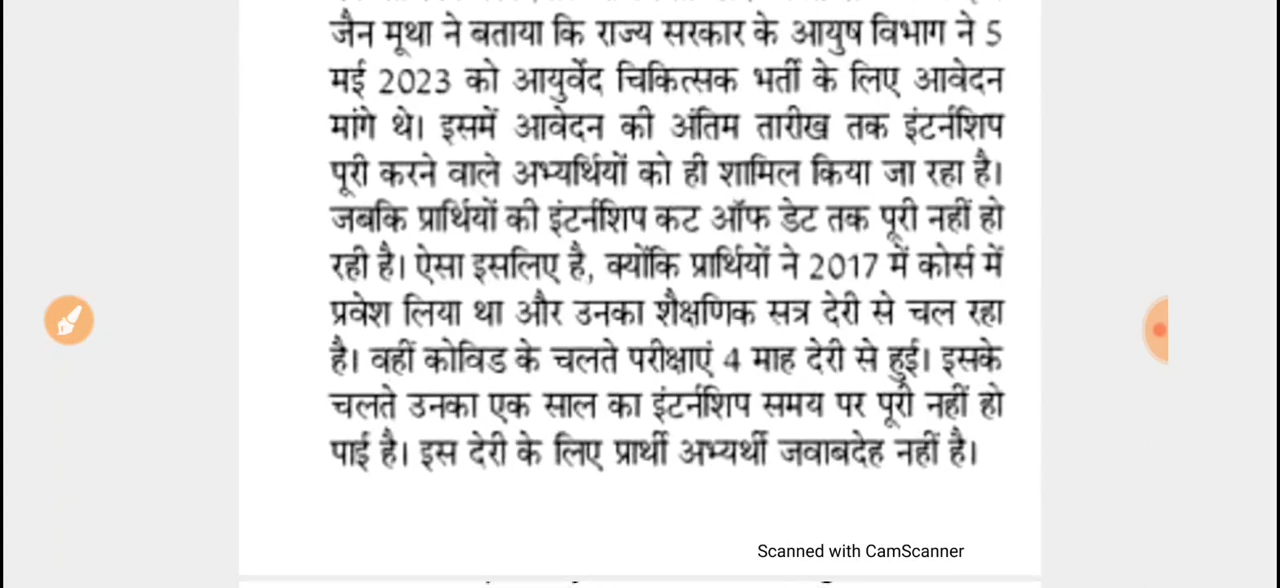 जैन मूथा ने बताया कि राज्य सरकार के आयुष विभाग ने 5
मई 2023 को आयुर्वेद चिकित्सक भर्ती के लिए आवेदन
मांगे थे। इसमें आवेदन की अंतिम तारीख तक इंटर्नशिप
पूरी करने वाले अभ्यर्थियों को ही शामिल किया जा रहा है।
जबकि प्रार्थियों की इंटर्नशिप कट ऑफ डेट तक पूरी नहीं हो
रही है। ऐसा इसलिए है, क्योंकि प्रार्थियों ने 2017 में कोर्स में
प्रवेश लिया था और उनका शैक्षणिक सत्र देरी से चल रहा
है। वहीं कोविड के चलते परीक्षाएं 4 माह देरी से हुई। इसके
चलते उनका एक साल का इंटर्नशिप समय पर पूरी नहीं हो
पाई है। इस देरी के लिए प्रार्थी अभ्यर्थी जवाबदेह नहीं है।
Scanned with CamScanner